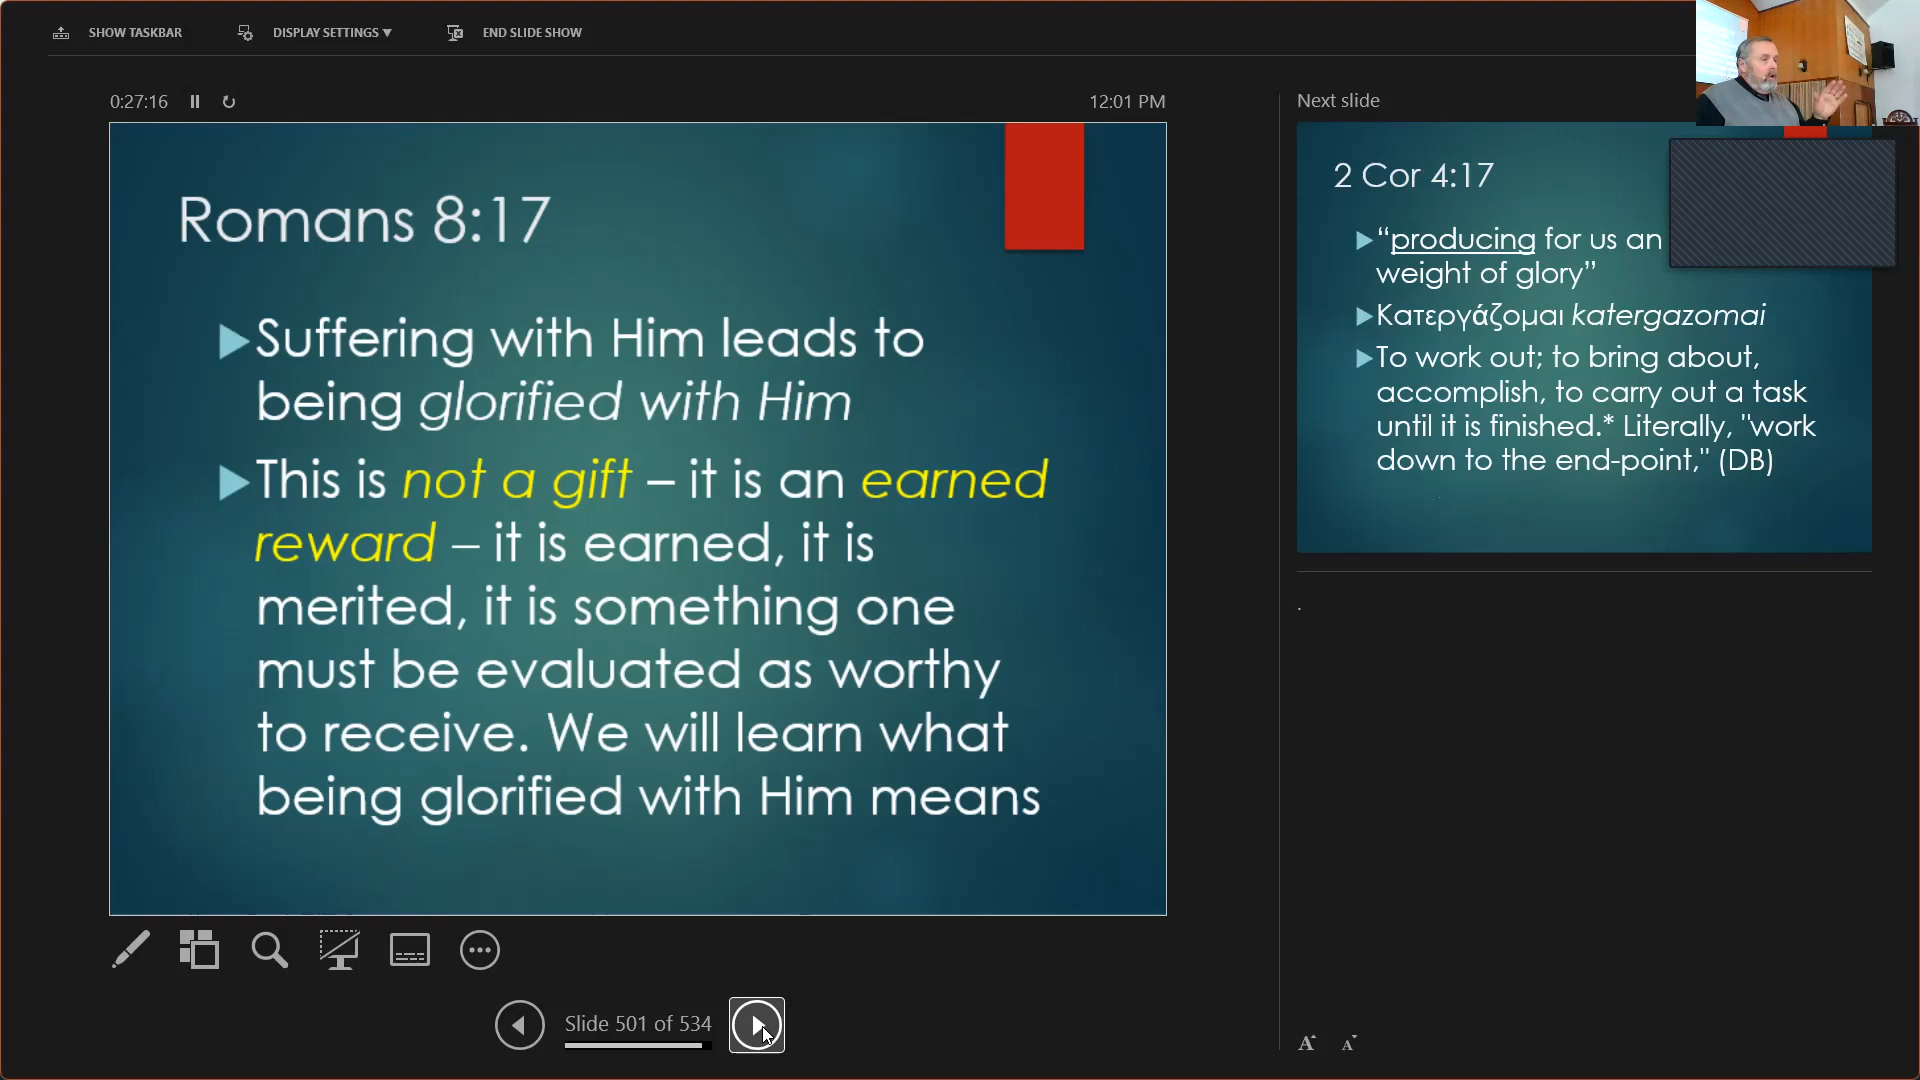 SHOW TASKBAR
DISPLAY SETTINGS ▼
END SLIDE SHOW
0:27:16
12:01 PM
Romans 8:17
Suffering with Him leads to
being glorified with Him
This is not a gift – it is an earned
reward – it is earned, it is
merited, it is something one
must be evaluated as worthy
to receive. We will learn what
being glorified with Him means
Slide 501 of 534
Next slide
2 Cor 4:17
“producing for us an
weight of glory”
Κατεργάζομαι katergazomai
To work out; to bring about,
accomplish, to carry out a task
until it is finished.* Literally, "work
down to the end-point," (DB)
.
A A